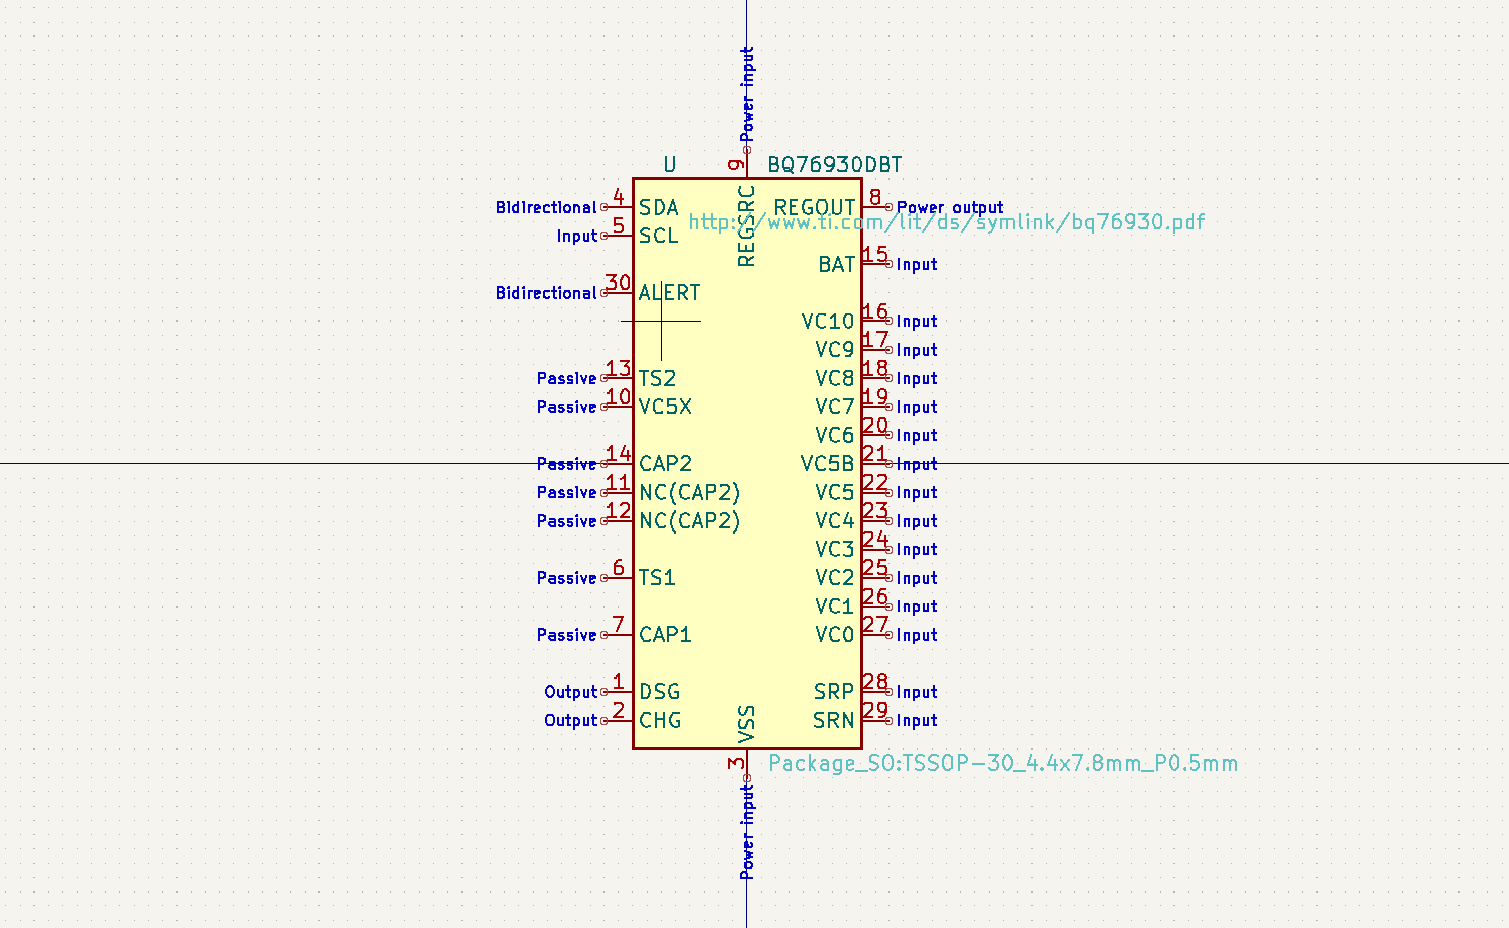 Power input
9
U
BQ76930DBT
REGSRC
Bidirectional 4 SDA
REGOUT 8 Power output
http://www.ti.com/lit/ds/symlink/bq76930.pdf
Input 5 SCL
BAT 15 Input
Bidirectional 30 ALERT
VC10 16 Input
VC9 17 Input
Passive 13 TS2
VC8 18 Input
Passive 10 VC5X
VC7 19 Input
VC6 20 Input
Passive 14 CAP2
VC5B 21 Input
Passive 11 NC(CAP2)
VC5 22 Input
Passive 12 NC(CAP2)
VC4 23 Input
VC3 24 Input
Passive 6 TS1
VC2 25 Input
VC1 26 Input
Passive 7 CAP1
VC0 27 Input
Output 1 DSG
SRP 28 Input
Output 2 CHG
SRN 29 Input
VSS
3
Package_SO:TSSOP-30_4.4x7.8mm_P0.5mm
Power input